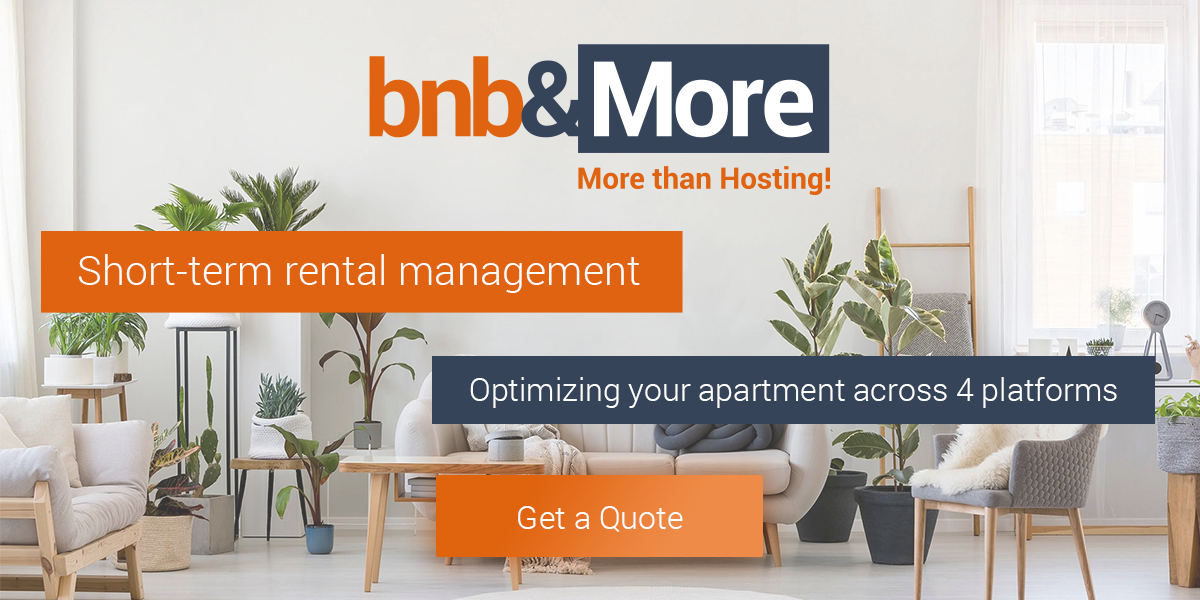 bnb&More
More than Hosting!
Short-term rental management
Optimizing your apartment across 4 platforms
Get a Quote